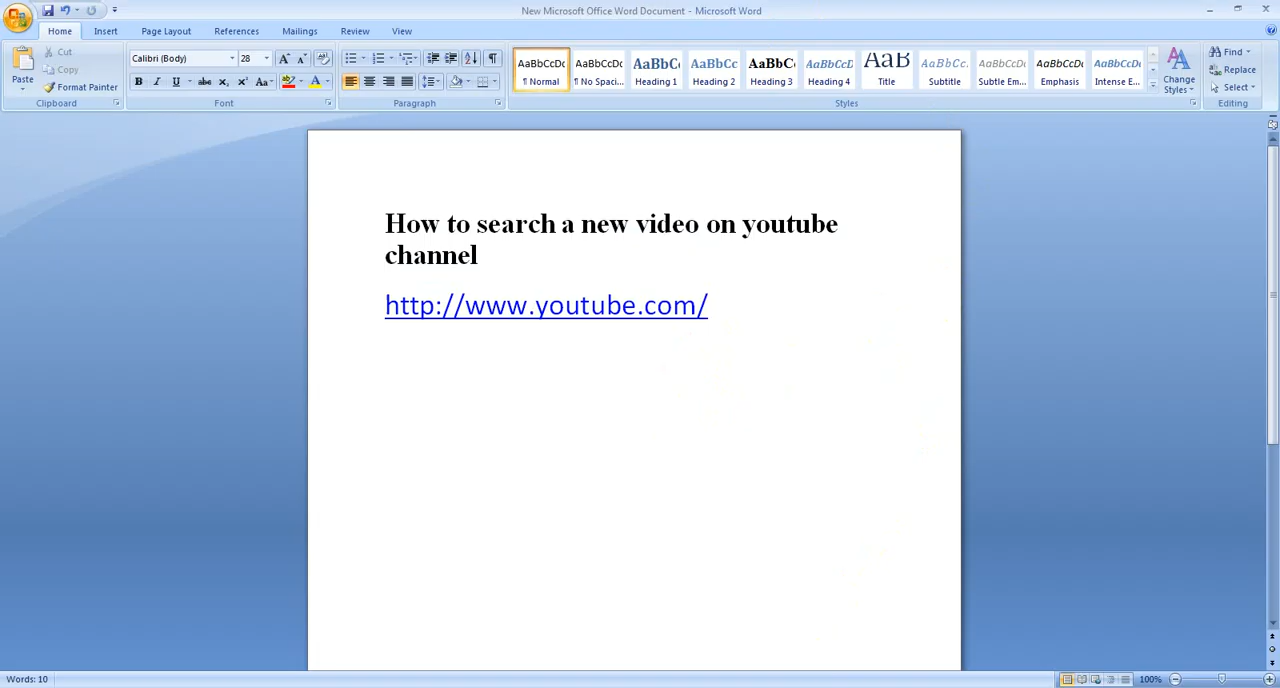 New Microsoft Office Word Document - Microsoft Word
Home Insert Page Layout References Mailings Review View
Paste
Cut
Copy
Format Painter
Clipboard
Calibri (Body) 28
Font
Paragraph
AaBbCcDc AaBbCcDc AaBbC AaBbCc AaBbC AaBbCcD AaB AaBbCc. AaBbCcDc AaBbCcDc AaBbCcDc
¶ Normal ¶ No Spaci... Heading 1 Heading 2 Heading 3 Heading 4 Title Subtitle Subtle Em... Emphasis Intense E...
Styles
Change
Styles
Find
Replace
Select
Editing
How to search a new video on youtube
channel
http://www.youtube.com/
Words: 10
100%